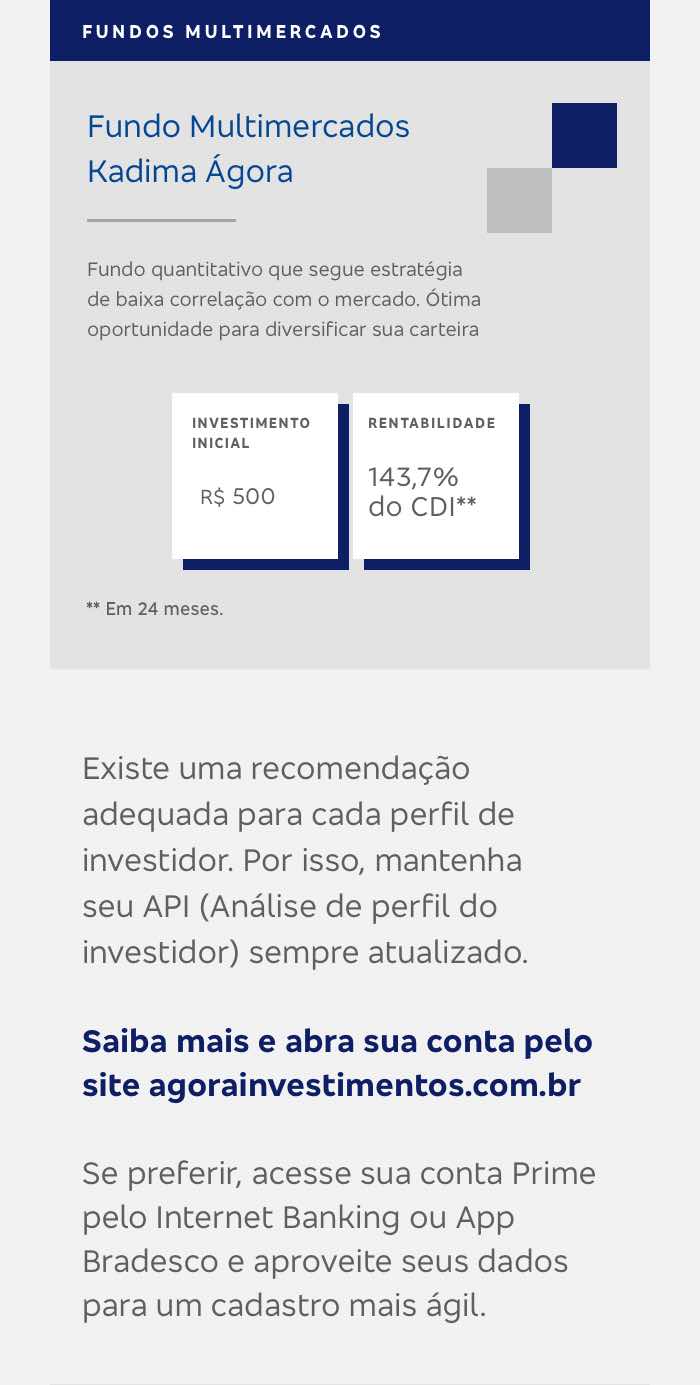 FUNDOS MULTIMERCADOS
Fundo Multimercados
Kadima Ágora
Fundo quantitativo que segue estratégia
de baixa correlação com o mercado. Ótima
oportunidade para diversificar sua carteira
INVESTIMENTO
INICIAL
R$ 500
RENTABILIDADE
143,7%
do CDI**
** Em 24 meses.
Existe uma recomendação
adequada para cada perfil de
investidor. Por isso, mantenha
seu API (Análise de perfil do
investidor) sempre atualizado.
Saiba mais e abra sua conta pelo
site agorainvestimentos.com.br
Se preferir, acesse sua conta Prime
pelo Internet Banking ou App
Bradesco e aproveite seus dados
para um cadastro mais ágil.